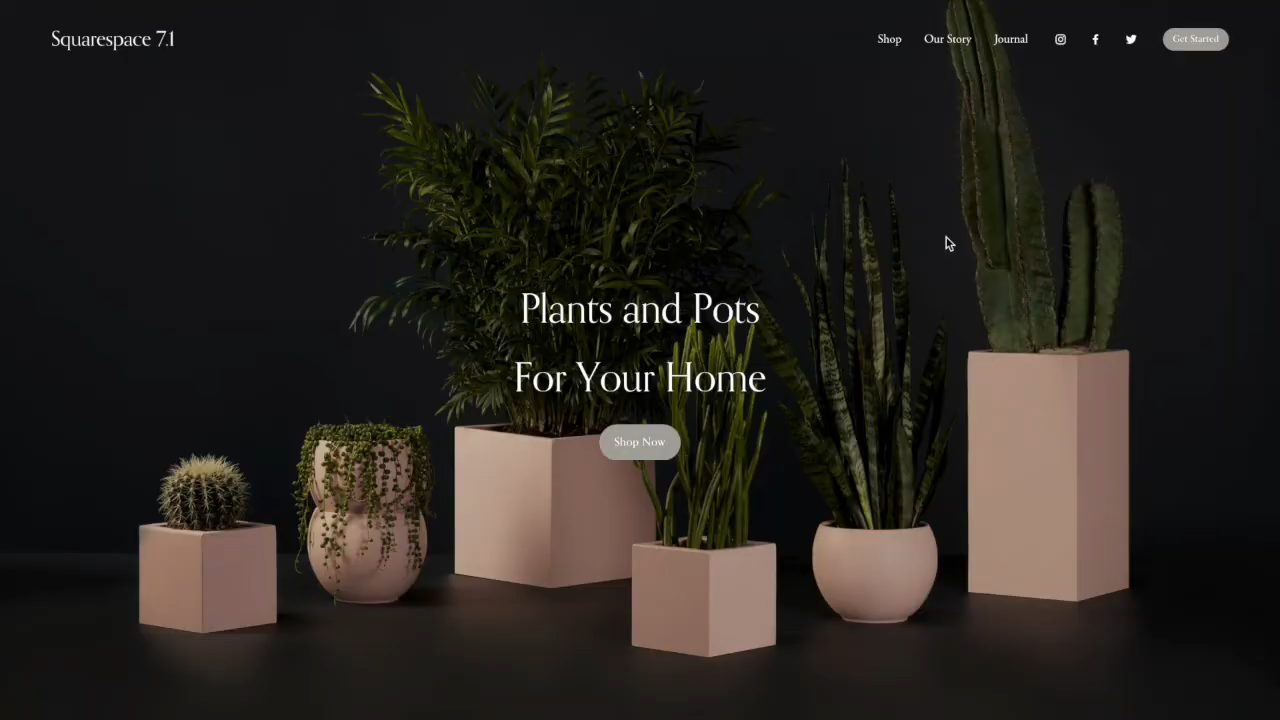 Squarespace 7.1
Shop
Our Story
Journal
Get Started
Plants and Pots
For Your Home
Shop Now